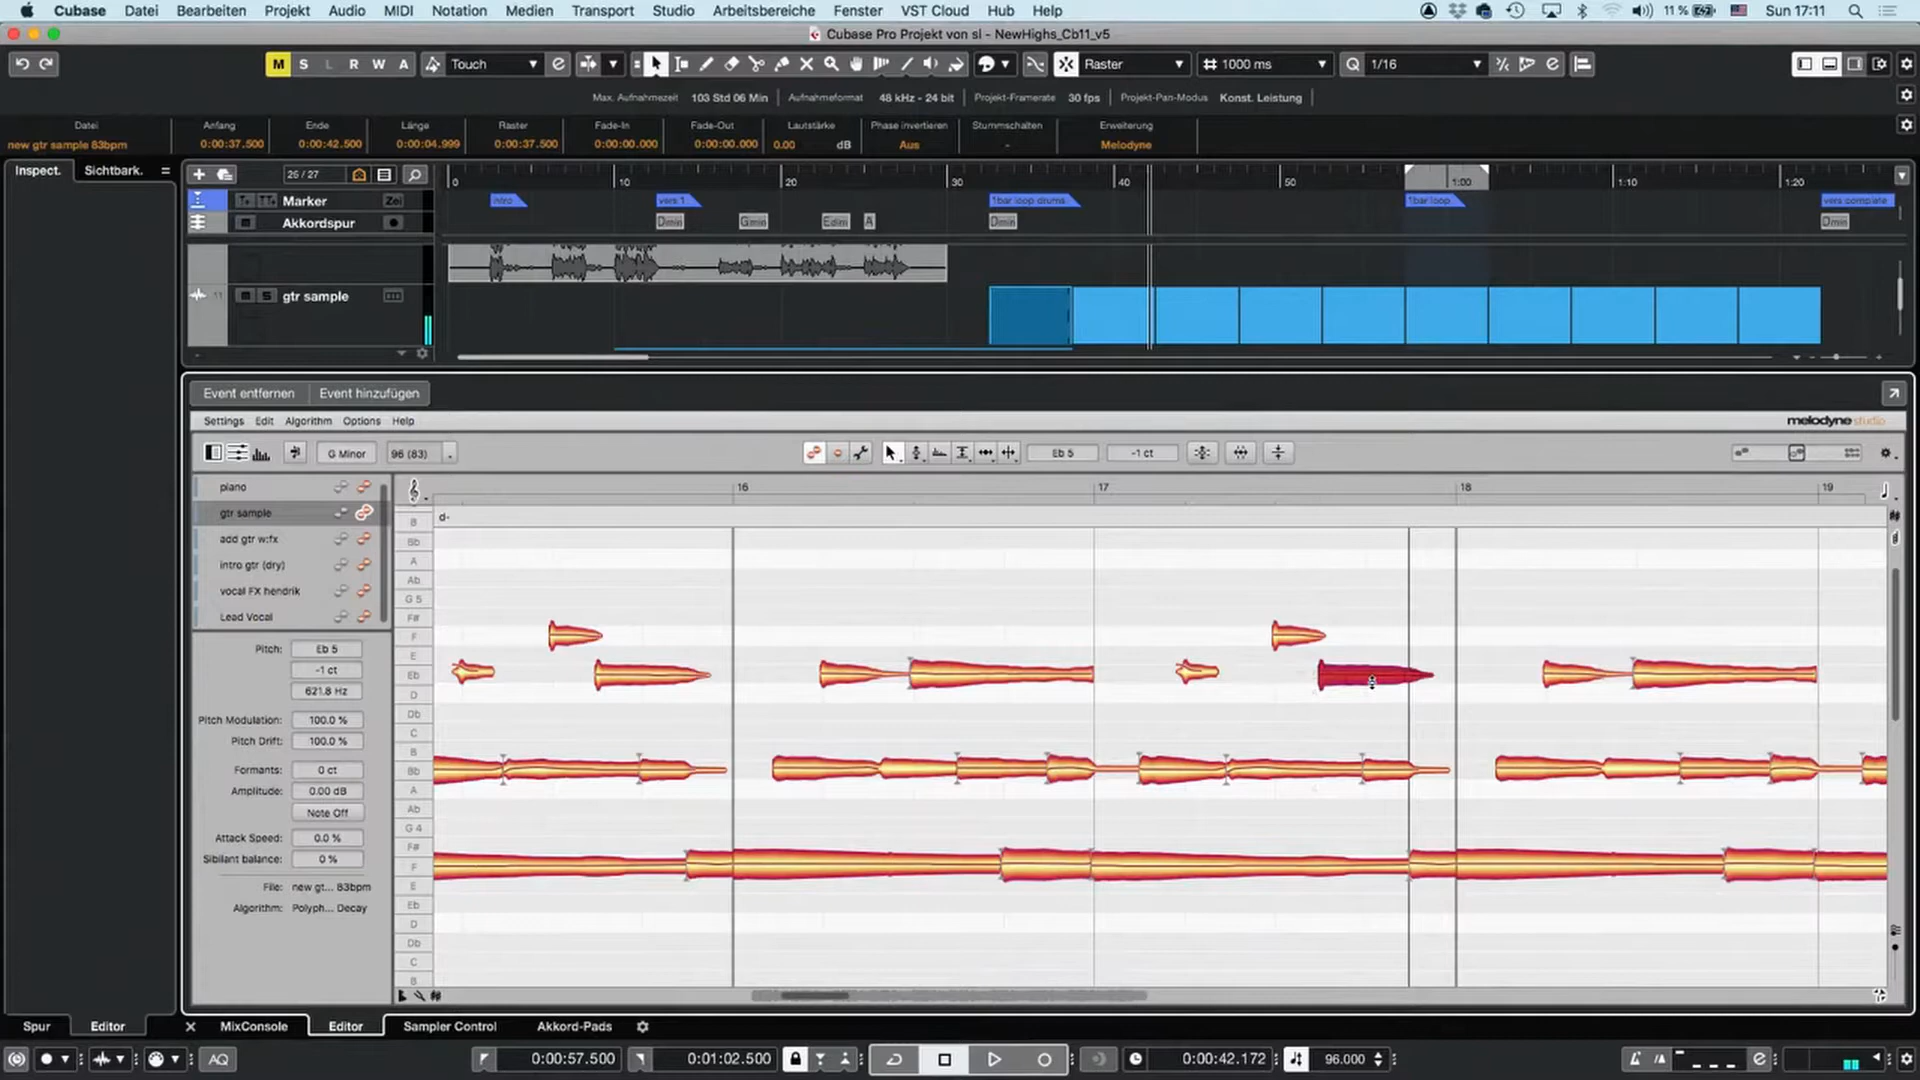 Cubase Datei Bearbeiten Projekt Audio MIDI Notation Medien Transport Studio Arbeitsbereiche Fenster VST Cloud Hub Help 11 % Sun 17:11
Cubase Pro Projekt von sl - NewHighs_Cb11_v5
M S L R W A Touch Raster 1000 ms Q 1/16
Max. Aufnahmezeit 103 Std 06 Min Aufnahmeformat 48 kHz - 24 bit Projekt-Framerate 30 fps Projekt-Pan-Modus Konst. Leistung
Datei Anfang Ende Länge Raster Fade-In Fade-Out Lautstärke Phase invertieren Stummschalten Erweiterung
new gtr sample 83bpm 0:00:37.500 0:00:42.500 0:00:04.999 0:00:37.500 0:00:00.000 0:00:00.000 0.00 dB Aus - Melodyne
Inspect. Sichtbark. 25 / 27 0 10 20 30 40 50 1:00 1:10 1:20
Marker Zei intro vers 1 1bar loop drums 1bar loop vers complete
Akkordspur Dmin Gmin Edim A Dmin Dmin
11 S gtr sample
Event entfernen Event hinzufügen
Settings Edit Algorithm Options Help melodyne studio
G Minor 96 (83) Eb 5 -1 ct
piano
gtr sample
add gtr w:fx
intro gtr (dry)
vocal FX hendrik
Lead Vocal
16 17 18 19
d-
B
Bb
A
Ab
G 5
F#
F
E
Eb
D
Db
C
B
Bb
A
Ab
G 4
F#
F
E
Eb
D
Db
C
B
Pitch: Eb 5
-1 ct
621.8 Hz
Pitch Modulation: 100.0 %
Pitch Drift: 100.0 %
Formants: 0 ct
Amplitude: 0.00 dB
Note Off
Attack Speed: 0.0 %
Sibilant balance: 0 %
File: new gt... 83bpm
Algorithm: Polyph... Decay
Spur Editor MixConsole Editor Sampler Control Akkord-Pads
AQ 0:00:57.500 0:01:02.500 0:00:42.172 96.000